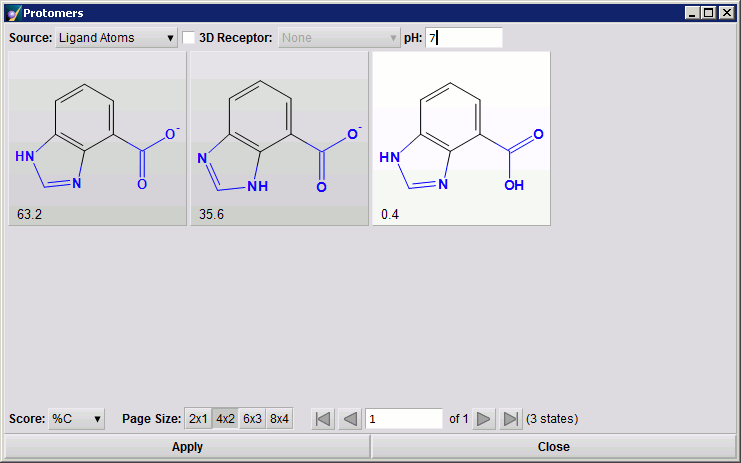 Protomers
Source: Ligand Atoms 3D Receptor: None pH: 7
HN N O- O 63.2
N NH O- O 35.6
HN N O OH 0.4
Score: %C Page Size: 2x1 4x2 6x3 8x4 1 of 1 (3 states)
Apply Close